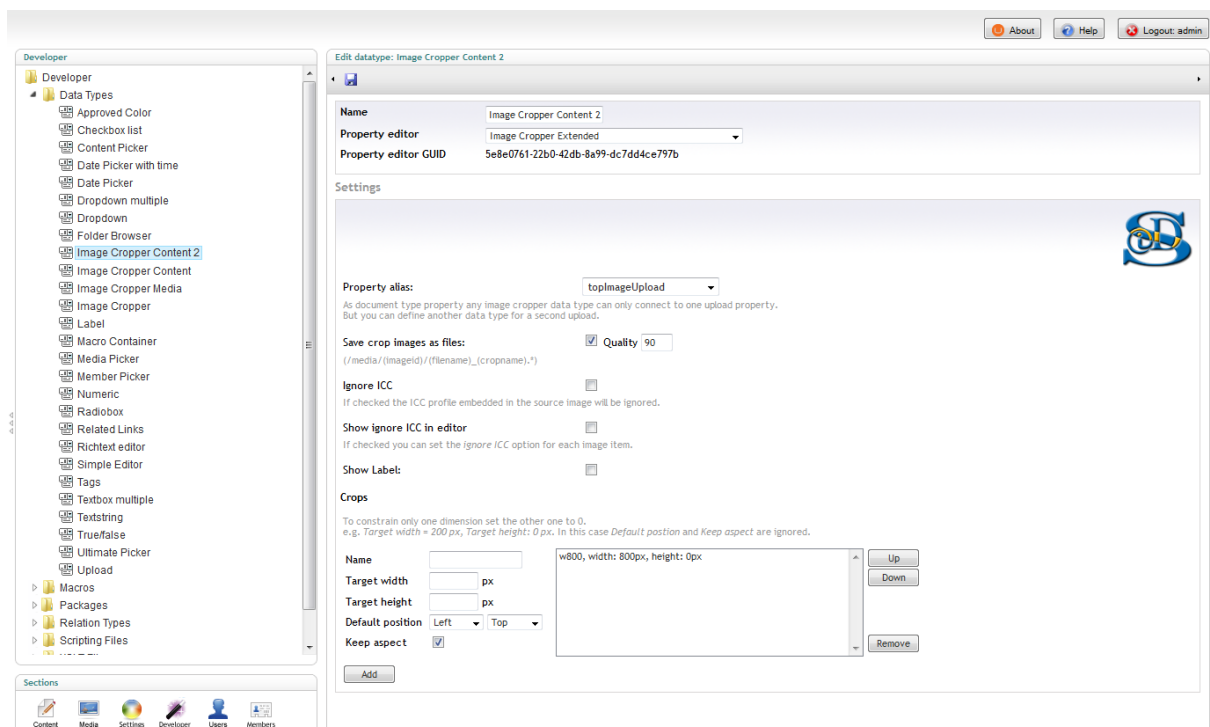 About
Help
Logout: admin
Developer
Developer
Data Types
Approved Color
Checkbox list
Content Picker
Date Picker with time
Date Picker
Dropdown multiple
Dropdown
Folder Browser
Image Cropper Content 2
Image Cropper Content
Image Cropper Media
Image Cropper
Label
Macro Container
Media Picker
Member Picker
Numeric
Radiobox
Related Links
Richtext editor
Simple Editor
Tags
Textbox multiple
Textstring
True/false
Ultimate Picker
Upload
Macros
Packages
Relation Types
Scripting Files
Sections
Content Media Settings Developer Users Members
Edit datatype: Image Cropper Content 2
Name Image Cropper Content 2
Property editor Image Cropper Extended
Property editor GUID 5e8e0761-22b0-42db-8a99-dc7dd4ce797b
Settings
Property alias: topImageUpload
As document type property any image cropper data type can only connect to one upload property.
But you can define another data type for a second upload.
Save crop images as files: Quality 90
(/media/(imageid)/(filename)_(cropname).*)
Ignore ICC
If checked the ICC profile embedded in the source image will be ignored.
Show ignore ICC in editor
If checked you can set the ignore ICC option for each image item.
Show Label:
Crops
To constrain only one dimension set the other one to 0.
e.g. Target width = 200 px, Target height: 0 px. In this case Default postion and Keep aspect are ignored.
Name
Target width px
Target height px
Default position Left Top
Keep aspect
w800, width: 800px, height: 0px
Up
Down
Remove
Add